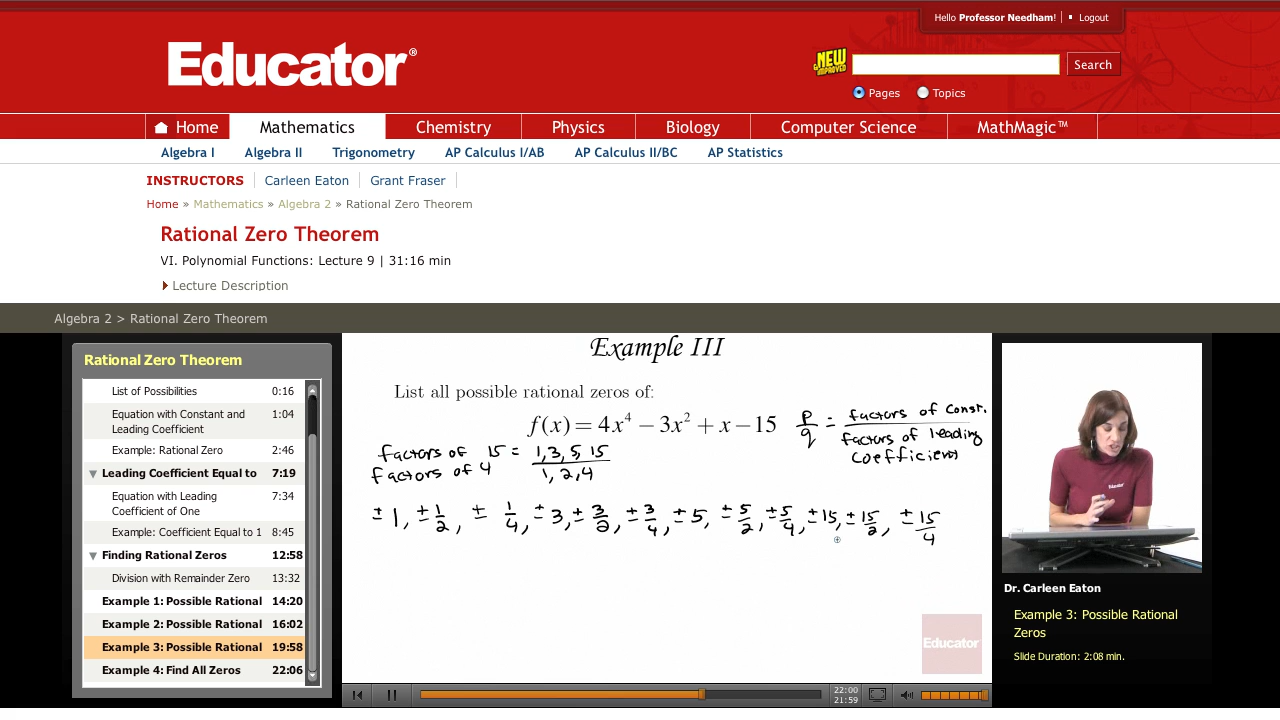 Hello Professor Needham! Logout
Educator®
NEW & IMPROVED
Search
Pages Topics
Home Mathematics Chemistry Physics Biology Computer Science MathMagic™
Algebra I Algebra II Trigonometry AP Calculus I/AB AP Calculus II/BC AP Statistics
INSTRUCTORS Carleen Eaton Grant Fraser
Home » Mathematics » Algebra 2 » Rational Zero Theorem
Rational Zero Theorem
VI. Polynomial Functions: Lecture 9 | 31:16 min
Lecture Description
Algebra 2 > Rational Zero Theorem
Rational Zero Theorem
List of Possibilities 0:16
Equation with Constant and Leading Coefficient 1:04
Example: Rational Zero 2:46
Leading Coefficient Equal to 7:19
Equation with Leading Coefficient of One 7:34
Example: Coefficient Equal to 1 8:45
Finding Rational Zeros 12:58
Division with Remainder Zero 13:32
Example 1: Possible Rational 14:20
Example 2: Possible Rational 16:02
Example 3: Possible Rational 19:58
Example 4: Find All Zeros 22:06
Example III
List all possible rational zeros of:
f(x) = 4x⁴ − 3x² + x − 15
p/q = factors of const. / factors of leading coefficient
factors of 15 / factors of 4 = 1, 3, 5, 15 / 1, 2, 4
± 1, ± 1/2, ± 1/4, ± 3, ± 3/2, ± 3/4, ± 5, ± 5/2, ± 5/4, ± 15, ± 15/2, ± 15/4
Educator
22:00
21:59
Educator
Dr. Carleen Eaton
Example 3: Possible Rational
Zeros
Slide Duration: 2:08 min.